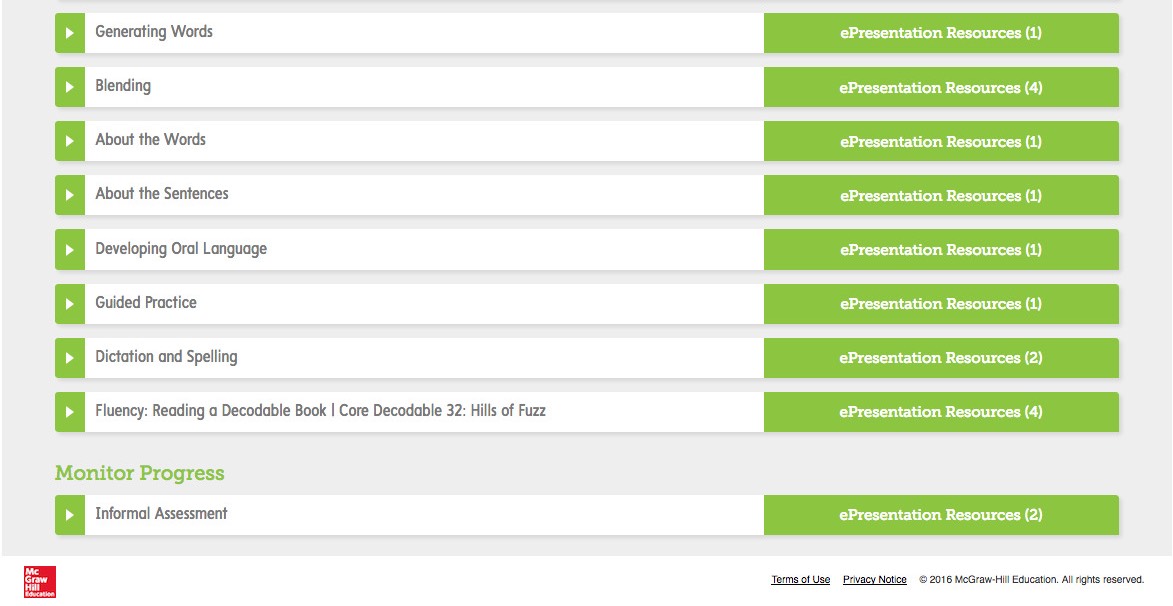 Generating Words
ePresentation Resources (1)
Blending
ePresentation Resources (4)
About the Words
ePresentation Resources (1)
About the Sentences
ePresentation Resources (1)
Developing Oral Language
ePresentation Resources (1)
Guided Practice
ePresentation Resources (1)
Dictation and Spelling
ePresentation Resources (2)
Fluency: Reading a Decodable Book | Core Decodable 32: Hills of Fuzz
ePresentation Resources (4)
Monitor Progress
Informal Assessment
ePresentation Resources (2)
Mc
Graw
Hill
Education
Terms of Use Privacy Notice © 2016 McGraw-Hill Education. All rights reserved.